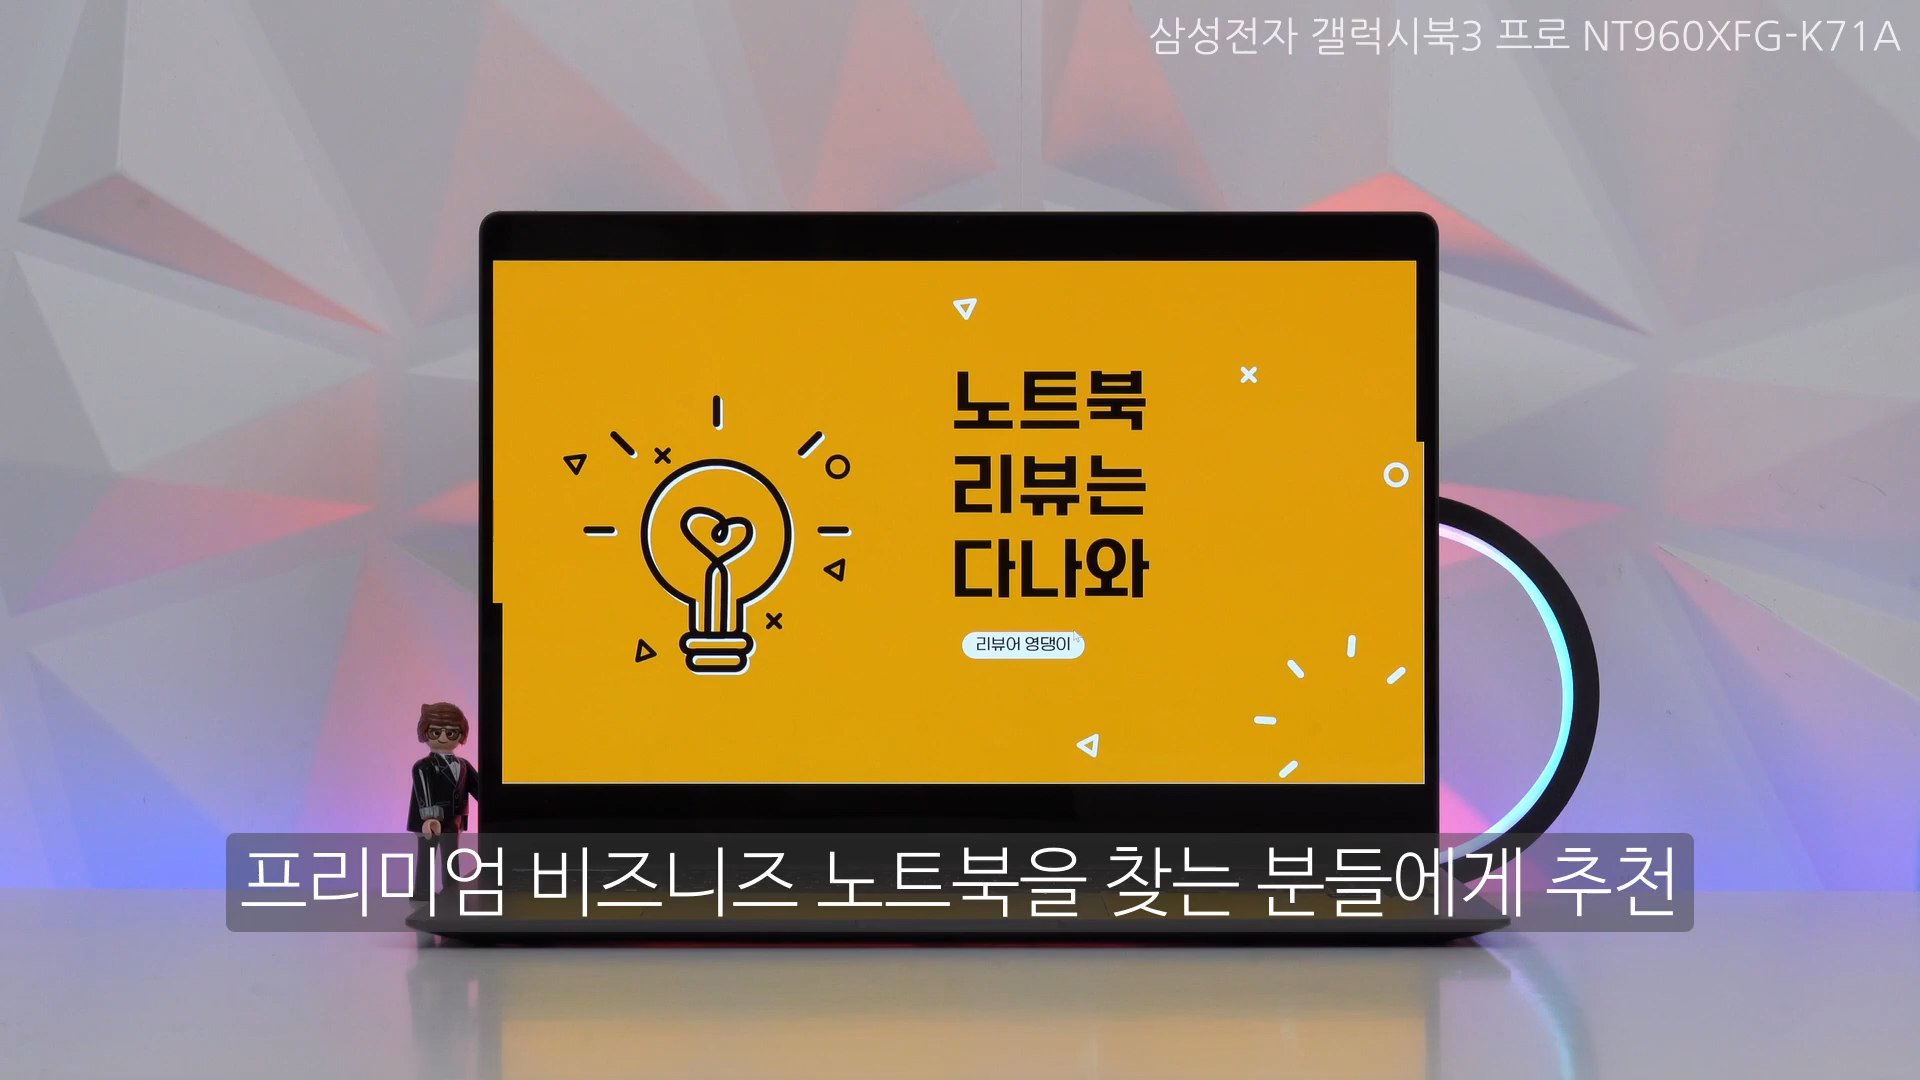 삼성전자 갤럭시북3 프로 NT960XFG-K71A
노트북
리뷰는
다나와
리뷰어 영댕이
프리미엄 비즈니즈 노트북을 찾는 분들에게 추천